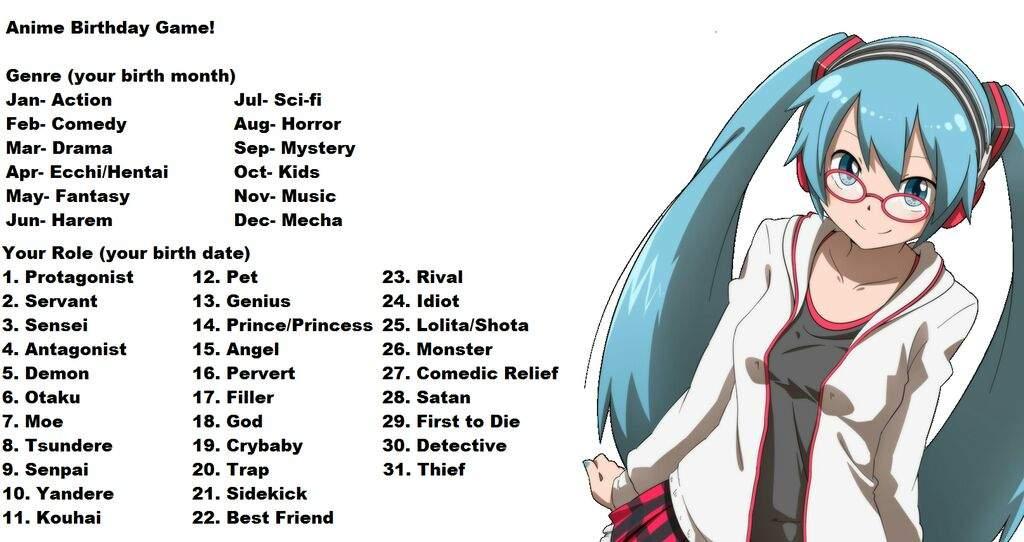 Anime Birthday Game!
Genre (your birth month)
Jan- Action
Feb- Comedy
Mar- Drama
Apr- Ecchi/Hentai
May- Fantasy
Jun- Harem
Jul- Sci-fi
Aug- Horror
Sep- Mystery
Oct- Kids
Nov- Music
Dec- Mecha
Your Role (your birth date)
1. Protagonist
2. Servant
3. Sensei
4. Antagonist
5. Demon
6. Otaku
7. Moe
8. Tsundere
9. Senpai
10. Yandere
11. Kouhai
12. Pet
13. Genius
14. Prince/Princess
15. Angel
16. Pervert
17. Filler
18. God
19. Crybaby
20. Trap
21. Sidekick
22. Best Friend
23. Rival
24. Idiot
25. Lolita/Shota
26. Monster
27. Comedic Relief
28. Satan
29. First to Die
30. Detective
31. Thief